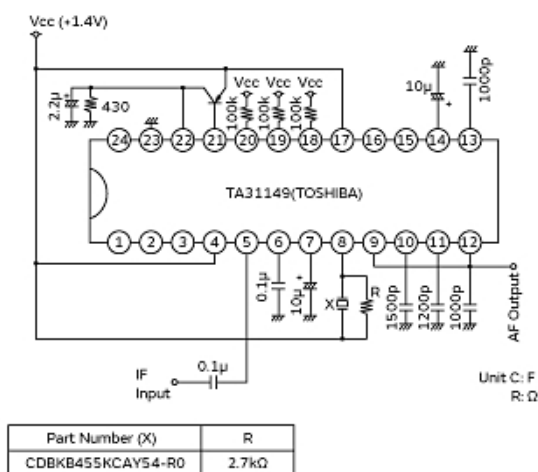 Vcc (+1.4V)
2.2μ
+
430
Vcc Vcc Vcc
100k
100k
100k
10μ
+
1000p
24 23 22 21 20 19 18 17 16 15 14 13
TA31149(TOSHIBA)
1 2 3 4 5 6 7 8 9 10 11 12
0.1μ
10μ
+
X
R
1500p
1200p
1000p
AF Output
IF
Input
0.1μ
Unit C: F
R: Ω
Part Number (X) R
CDBKB455KCAY54-R0 2.7kΩ